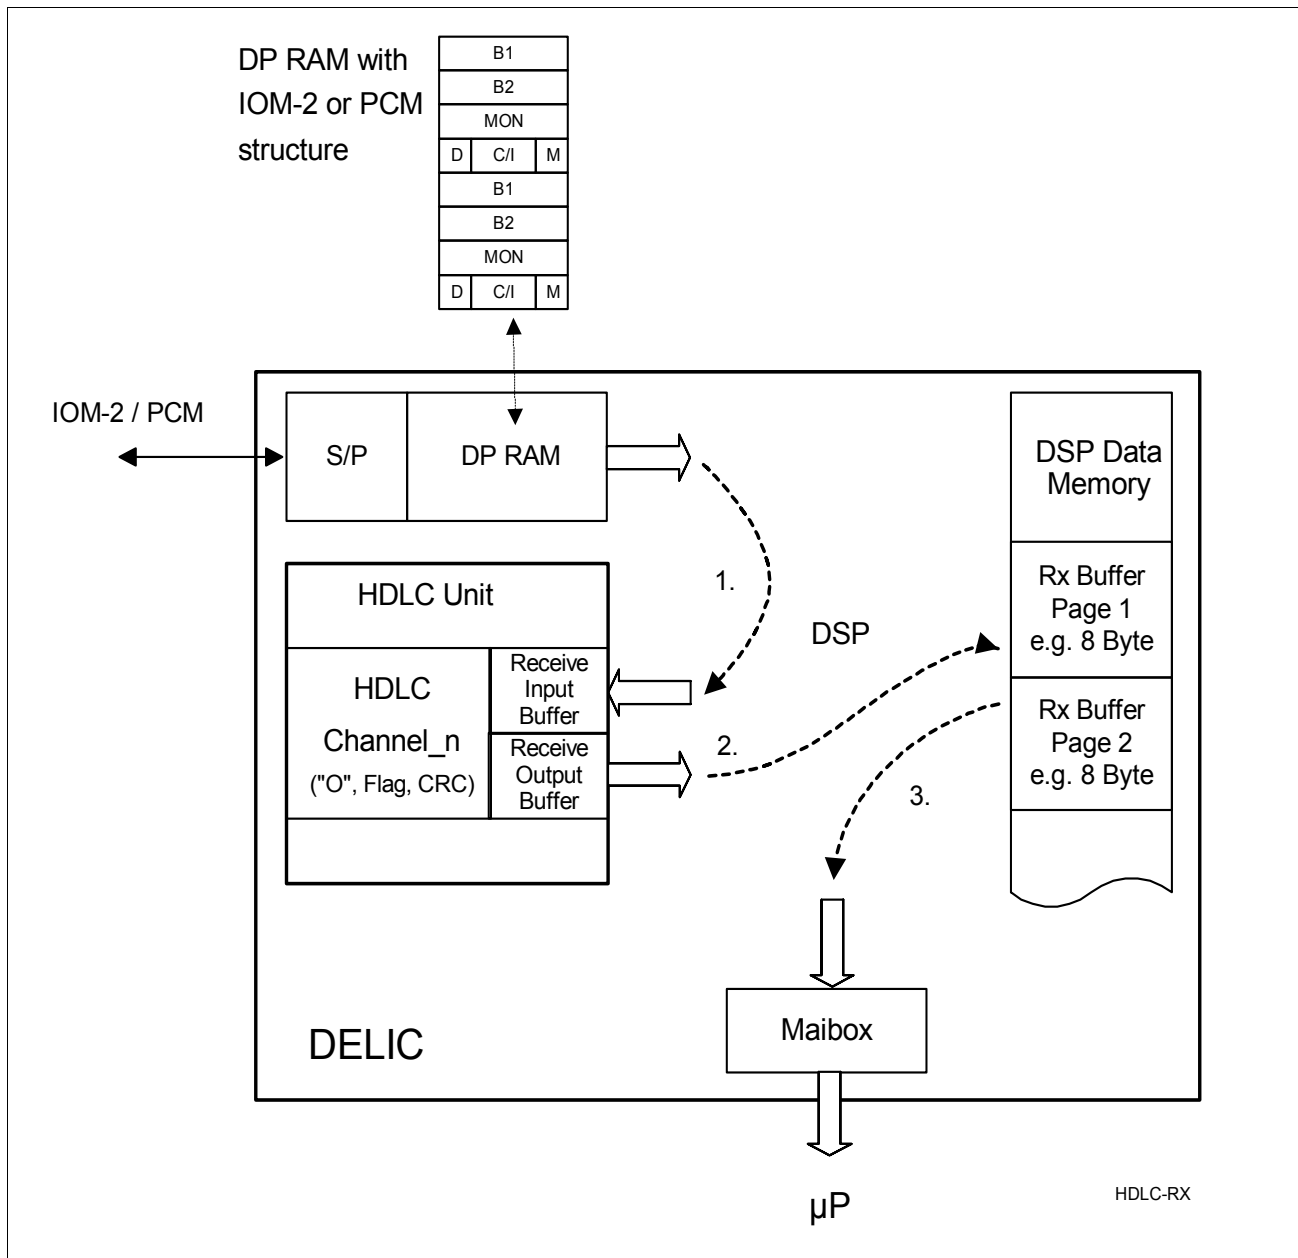 DP RAM with
IOM-2 or PCM
structure
B1
B2
MON
D C/I M
B1
B2
MON
D C/I M
IOM-2 / PCM
S/P DP RAM
DSP Data
Memory
1.
HDLC Unit
Rx Buffer
Page 1
e.g. 8 Byte
DSP
HDLC
Channel_n
("O", Flag, CRC)
Receive
Input
Buffer
Receive
Output
Buffer
2.
Rx Buffer
Page 2
e.g. 8 Byte
3.
DELIC
Maibox
µP
HDLC-RX